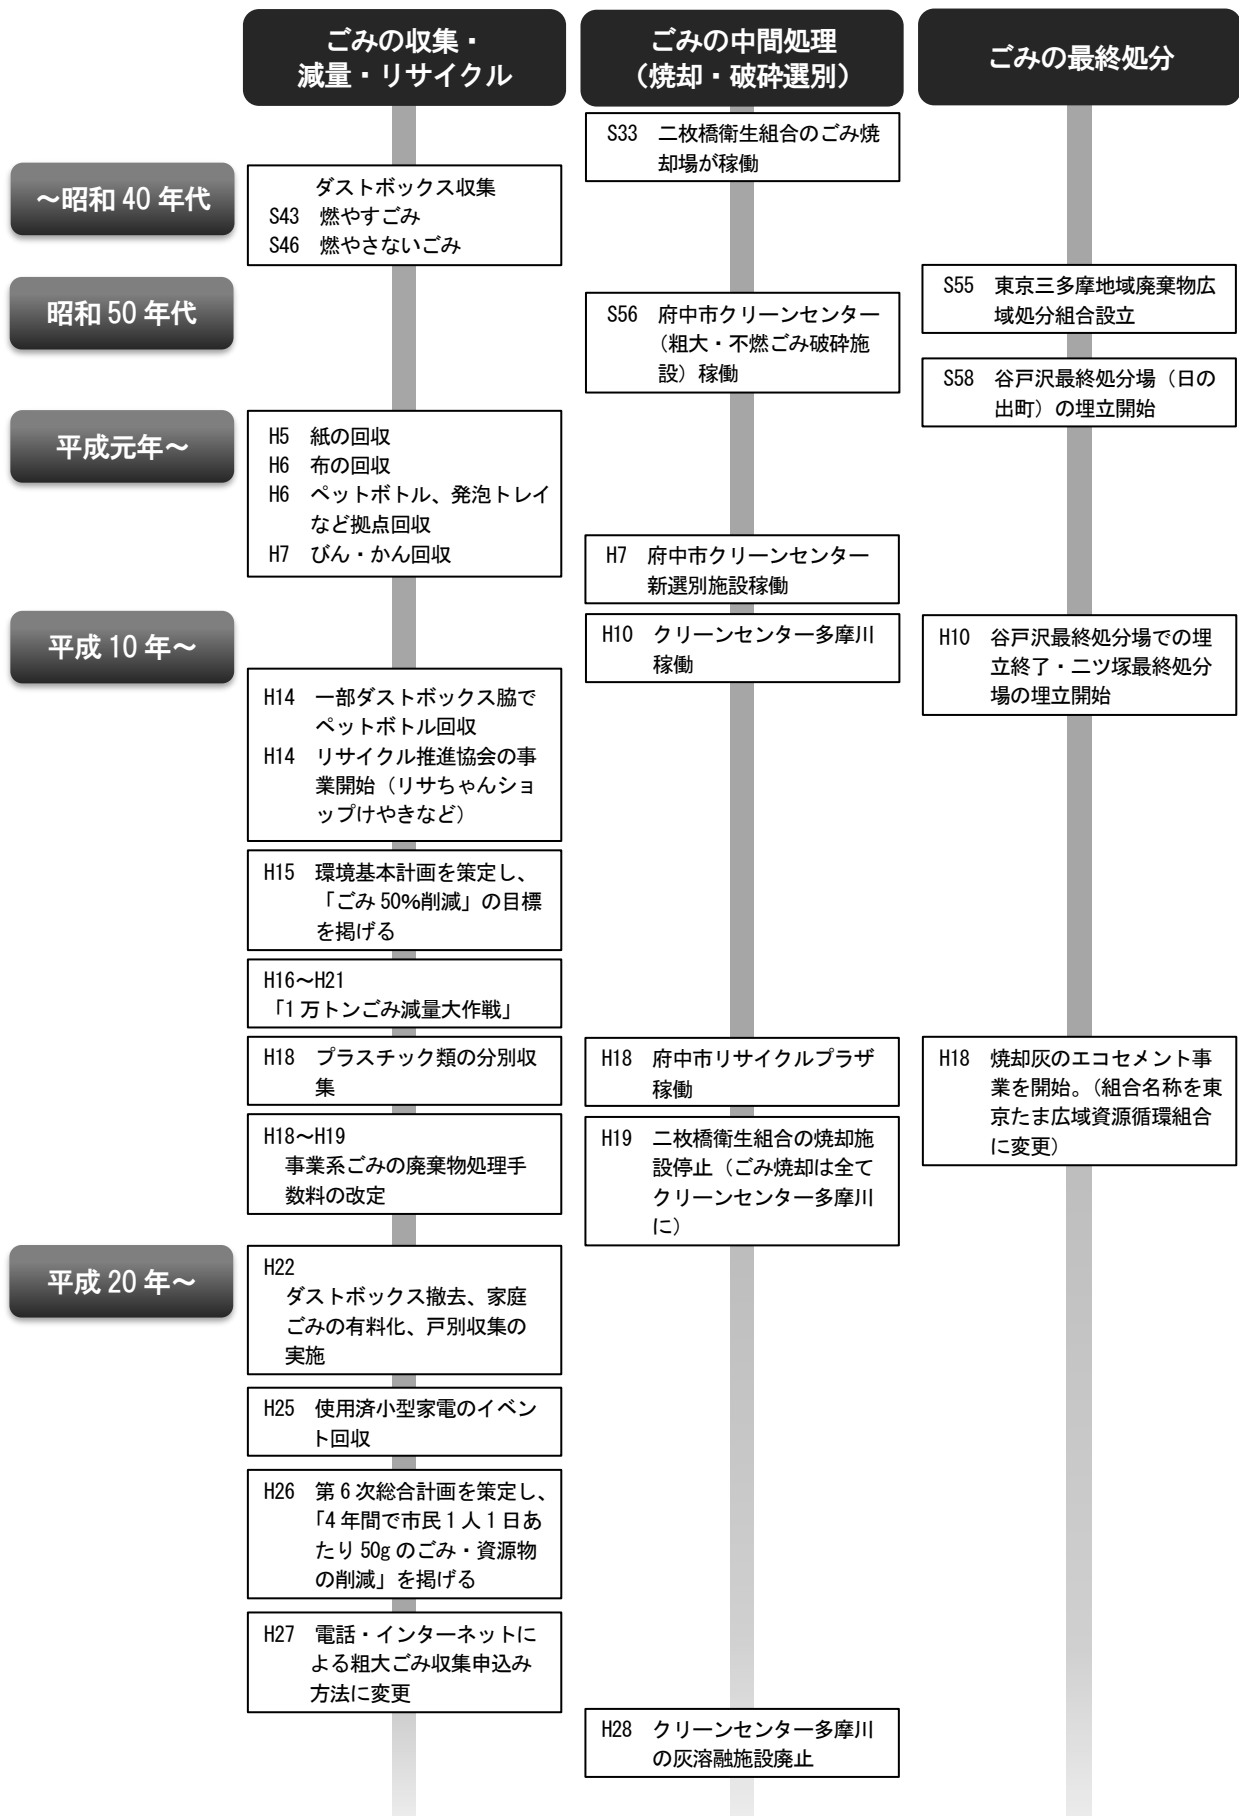 ごみの収集・
減量・リサイクル
ごみの中間処理
（焼却・破砕選別）
ごみの最終処分
S33 二枚橋衛生組合のごみ焼
却場が稼働
～昭和 40 年代
ダストボックス収集
S43 燃やすごみ
S46 燃やさないごみ
昭和 50 年代
S55 東京三多摩地域廃棄物広
域処分組合設立
S56 府中市クリーンセンター
（粗大・不燃ごみ破砕施
設）稼働
S58 谷戸沢最終処分場（日の
出町）の埋立開始
平成元年～
H5 紙の回収
H6 布の回収
H6 ペットボトル、発泡トレイ
など拠点回収
H7 びん・かん回収
H7 府中市クリーンセンター
新選別施設稼働
平成 10 年～
H10 クリーンセンター多摩川
稼働
H10 谷戸沢最終処分場での埋
立終了・二ツ塚最終処分
場の埋立開始
H14 一部ダストボックス脇で
ペットボトル回収
H14 リサイクル推進協会の事
業開始（リサちゃんショ
ップけやきなど）
H15 環境基本計画を策定し、
「ごみ 50%削減」の目標
を掲げる
H16～H21
「1 万トンごみ減量大作戦」
H18 プラスチック類の分別収
集
H18 府中市リサイクルプラザ
稼働
H18 焼却灰のエコセメント事
業を開始。（組合名称を東
京たま広域資源循環組合
に変更）
H18～H19
事業系ごみの廃棄物処理手
数料の改定
H19 二枚橋衛生組合の焼却施
設停止（ごみ焼却は全て
クリーンセンター多摩川
に）
平成 20 年～
H22
ダストボックス撤去、家庭
ごみの有料化、戸別収集の
実施
H25 使用済小型家電のイベン
ト回収
H26 第 6 次総合計画を策定し、
「4 年間で市民 1 人 1 日あ
たり 50g のごみ・資源物
の削減」を掲げる
H27 電話・インターネットに
よる粗大ごみ収集申込み
方法に変更
H28 クリーンセンター多摩川
の灰溶融施設廃止